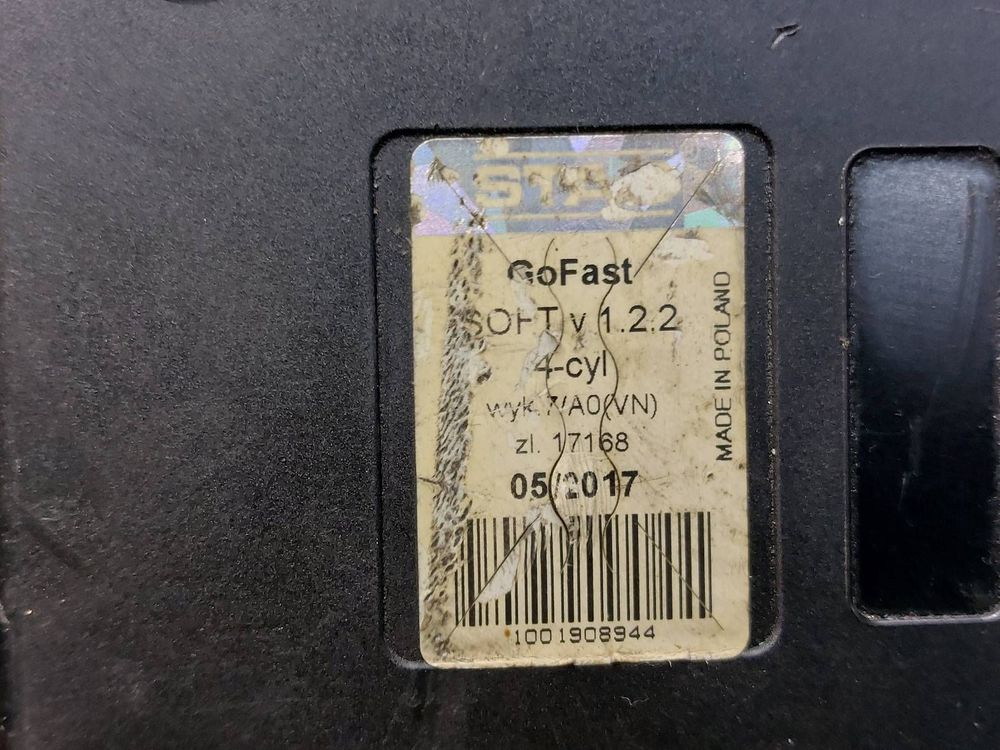 STAG
GoFast
SOFT v 1.2.2
4-cyl
wyk. 7/A0(VN)
zl. 17168
05/2017
1001908944
MADE IN POLAND